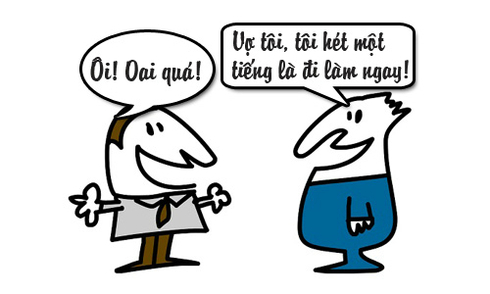 Vợ tôi, tôi hét một
tiếng là đi làm ngay!
Ôi! Oai quá!